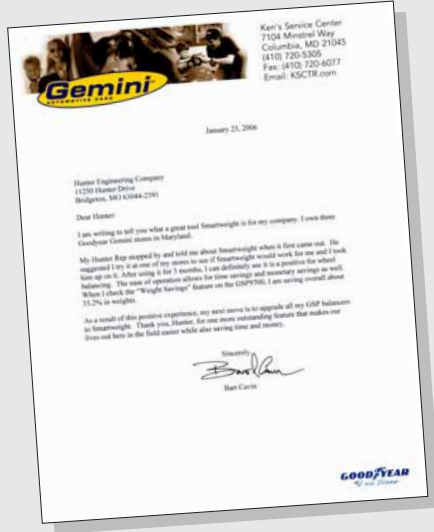 Gemini
AUTOMOTIVE CARE
Ken's Service Center
7104 Minstrel Way
Columbia, MD 21045
(410) 720-5305
Fax: (410) 720-6077
Email: KSCTR.com
January 23, 2006
Hunter Engineering Company
11250 Hunter Drive
Bridgeton, MO 63044-2391
Dear Hunter:
I am writing to tell you what a great tool Smartweight is for my company. I own three
Goodyear Gemini stores in Maryland.
My Hunter Rep stopped by and told me about Smartweight when it first came out. He
suggested I try it at one of my stores to see if Smartweight would work for me and I took
him up on it. After using it for 3 months, I can definitely see it is a positive for wheel
balancing. The ease of operation allows for time savings and monetary savings as well.
When I check the "Weight Savings" feature on the GSP9700, I am saving overall about
35.2% in weights.
As a result of this positive experience, my next move is to upgrade all my GSP balancers
to Smartweight. Thank you, Hunter, for one more outstanding feature that makes our
lives out here in the field easier while also saving time and money.
Sincerely,
Bart Cavin
GOODYEAR